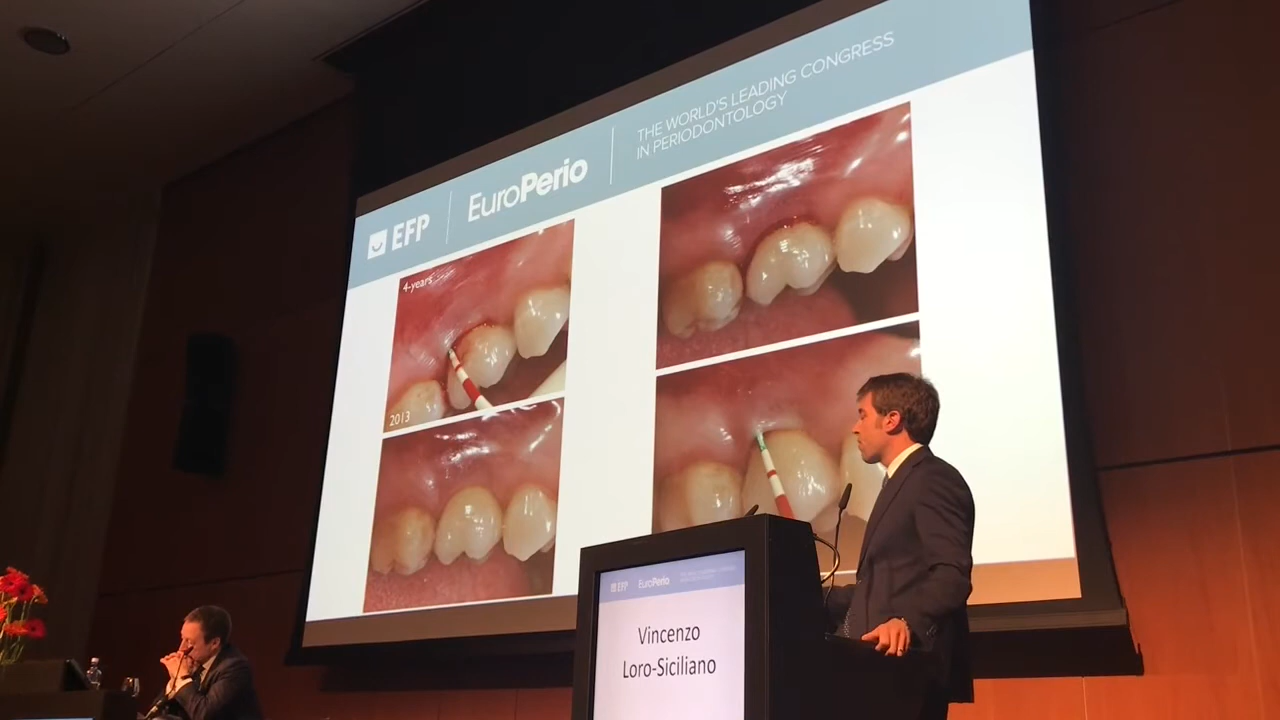 EFP
EuroPerio
THE WORLD'S LEADING CONGRESS
IN PERIODONTOLOGY
4-years
2013
EFP
EuroPerio
Vincenzo
Loro-Siciliano